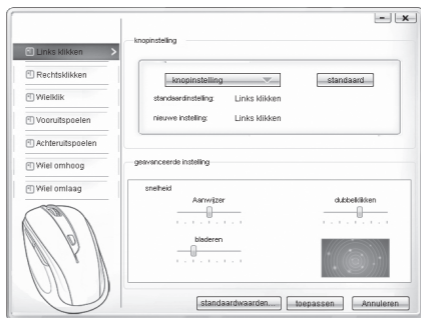 Links klikken
Rechtsklikken
Wielklik
Vooruitspoelen
Achteruitspoelen
Wiel omhoog
Wiel omlaag
knopinstelling
knopinstelling
standaard
standaardinstelling: Links klikken
nieuwe instelling: Links klikken
geavanceerde instelling
snelheid
Aanwijzer
dubbelklikken
bladeren
standaardwaarden...
toepassen
Annuleren